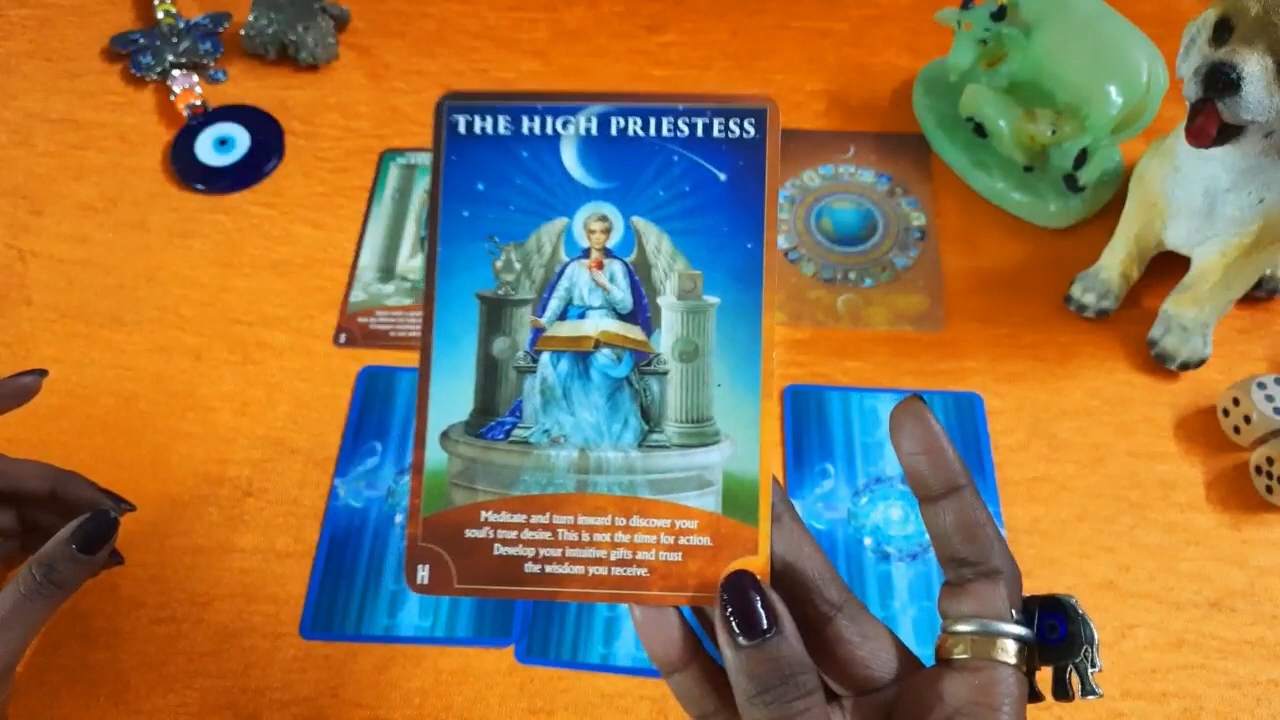 THE HIGH PRIESTESS
Meditate and turn inward to discover your
soul's true desire. This is not the time for action.
Develop your intuitive gifts and trust
the wisdom you receive.
H